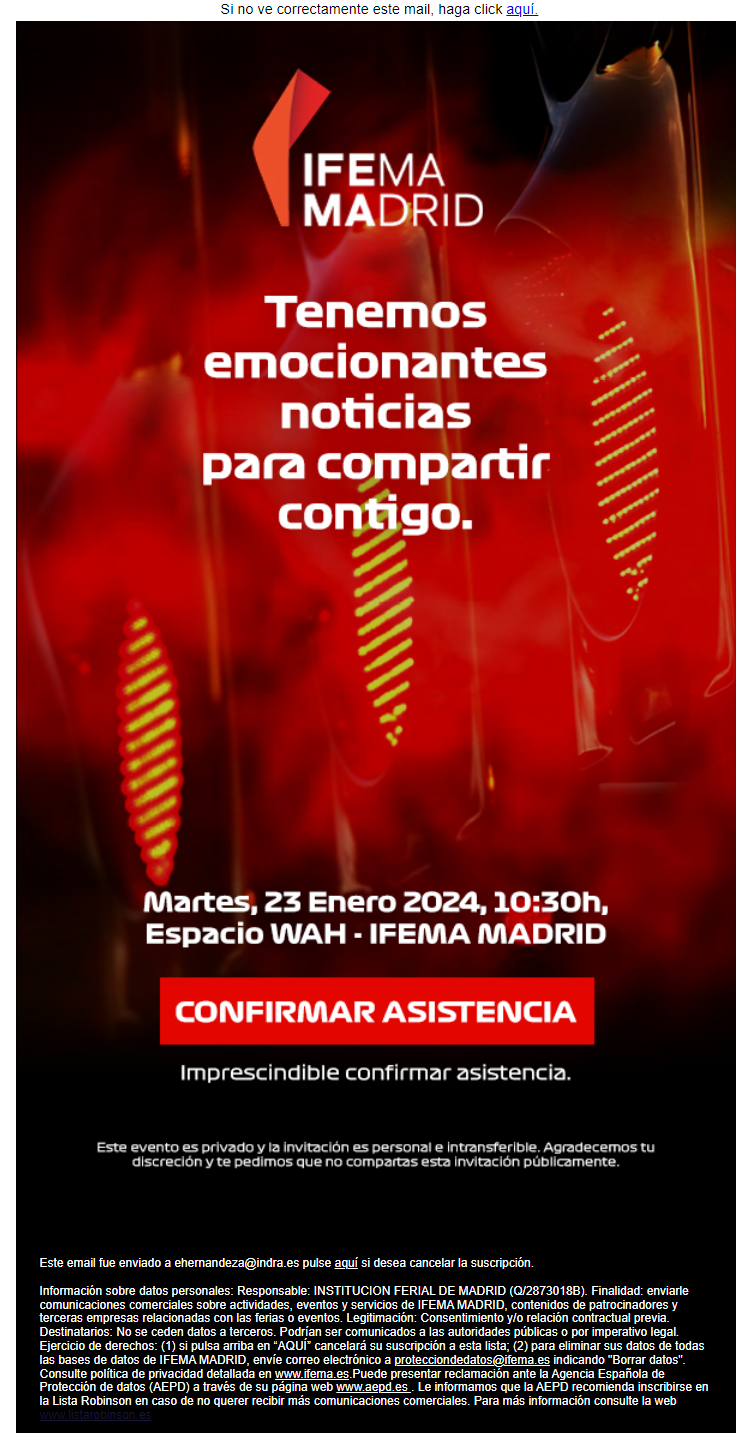 Si no ve correctamente este mail, haga click aquí.
IFEMA
MADRID
Tenemos
emocionantes
noticias
para compartir
contigo.
Martes, 23 Enero 2024, 10:30h,
Espacio WAH - IFEMA MADRID
CONFIRMAR ASISTENCIA
Imprescindible confirmar asistencia.
Este evento es privado y la invitación es personal e intransferible. Agradecemos tu
discreción y te pedimos que no compartas esta invitación públicamente.
Este email fue enviado a ehernandeza@indra.es pulse aquí si desea cancelar la suscripción.
Información sobre datos personales: Responsable: INSTITUCION FERIAL DE MADRID (Q/2873018B). Finalidad: enviarle
comunicaciones comerciales sobre actividades, eventos y servicios de IFEMA MADRID, contenidos de patrocinadores y
terceras empresas relacionadas con las ferias o eventos. Legitimación: Consentimiento y/o relación contractual previa.
Destinatarios: No se ceden datos a terceros. Podrían ser comunicados a las autoridades públicas o por imperativo legal.
Ejercicio de derechos: (1) si pulsa arriba en “AQUÍ” cancelará su suscripción a esta lista; (2) para eliminar sus datos de todas
las bases de datos de IFEMA MADRID, envíe correo electrónico a protecciondedatos@ifema.es indicando "Borrar datos".
Consulte política de privacidad detallada en www.ifema.es.Puede presentar reclamación ante la Agencia Española de
Protección de datos (AEPD) a través de su página web www.aepd.es . Le informamos que la AEPD recomienda inscribirse en
la Lista Robinson en caso de no querer recibir más comunicaciones comerciales. Para más información consulte la web
www.listarobinson.es